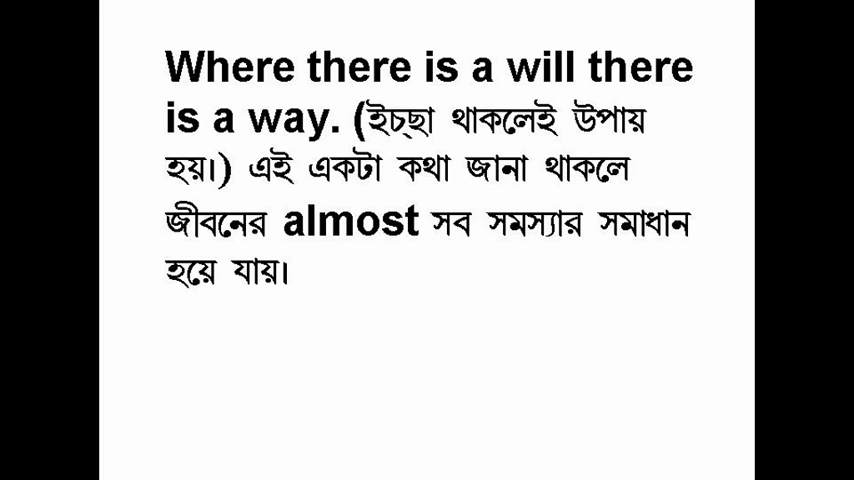 Where there is a will there
is a way. (ইচ্ছা থাকলেই উপায়
হয়।) এই একটা কথা জানা থাকলে
জীবনের almost সব সমস্যার সমাধান
হয়ে যায়।